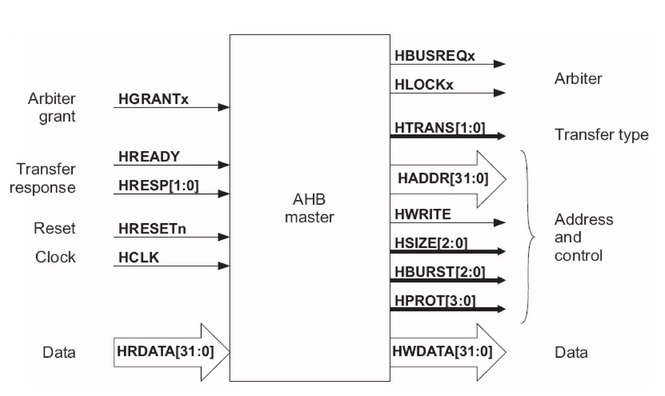 Arbiter
grant
HGRANTx
Transfer
response
HREADY
HRESP[1:0]
Reset
HRESETn
Clock
HCLK
Data
HRDATA[31:0]
AHB
master
HBUSREQx
HLOCKx
Arbiter
HTRANS[1:0]
Transfer type
HADDR[31:0]
HWRITE
HSIZE[2:0]
HBURST[2:0]
HPROT[3:0]
Address
and
control
HWDATA[31:0]
Data